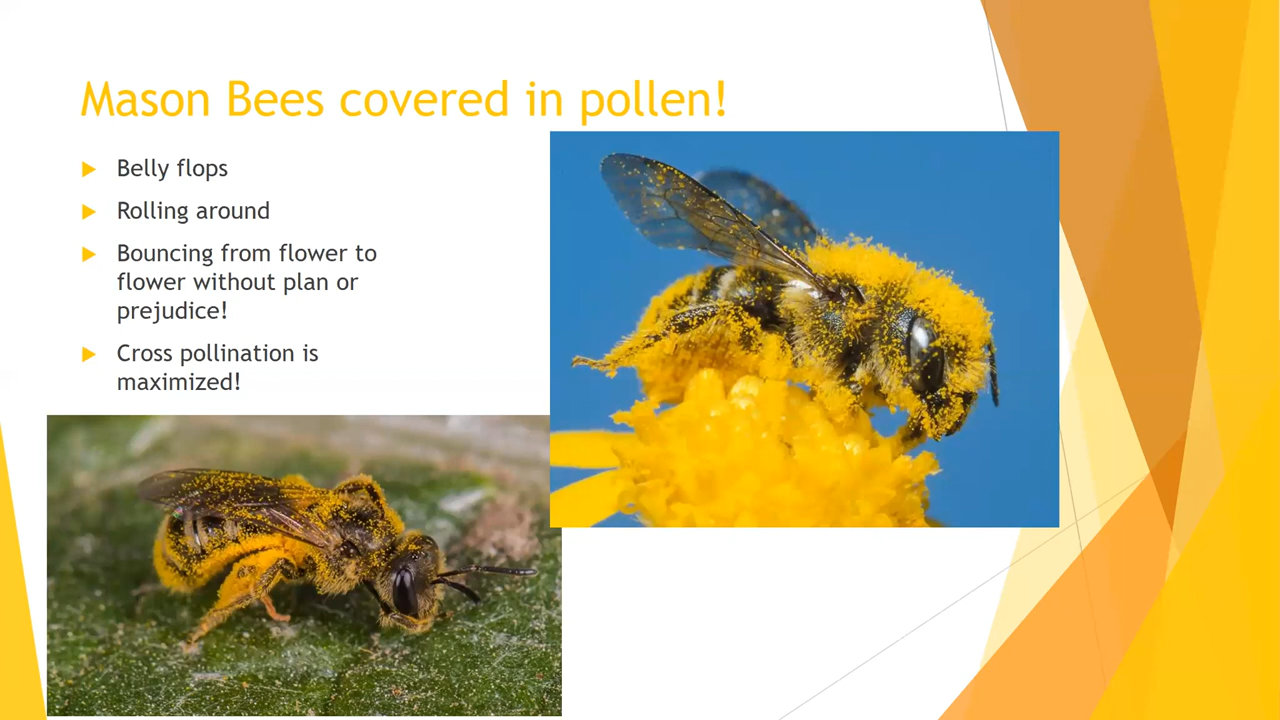 Mason Bees covered in pollen!
Belly flops
Rolling around
Bouncing from flower to
flower without plan or
prejudice!
Cross pollination is
maximized!